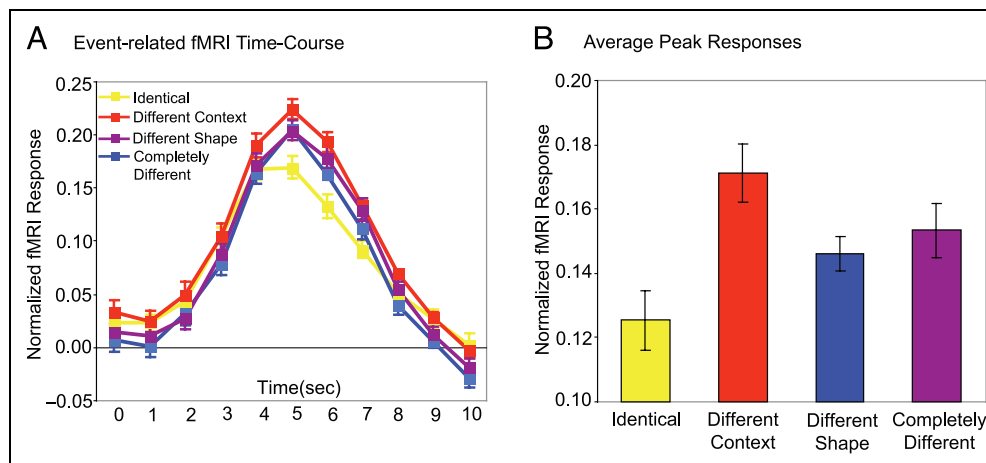 A Event-related fMRI Time-Course
Normalized fMRI Response
0.25
0.20
0.15
0.10
0.05
0.00
–0.05
Identical
Different Context
Different Shape
Completely
Different
Time(sec)
0 1 2 3 4 5 6 7 8 9 10
B Average Peak Responses
Normalized fMRI Response
0.20
0.18
0.16
0.14
0.12
0.10
Identical Different Different Completely
Context Shape Different